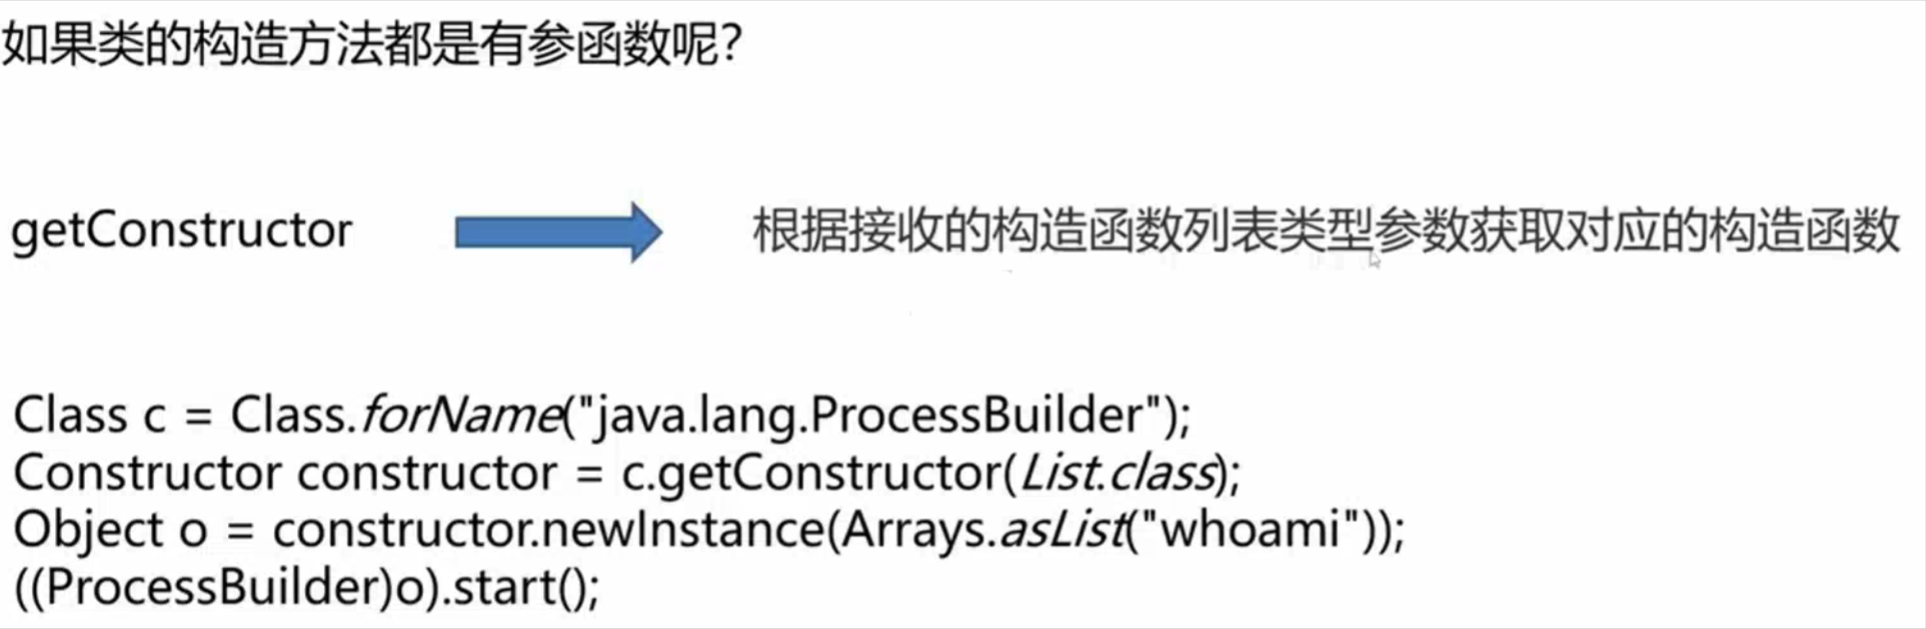 如果类的构造方法都是有参函数呢?
getConstructor 根据接收的构造函数列表类型参数获取对应的构造函数
Class c = Class.forName("java.lang.ProcessBuilder");
Constructor constructor = c.getConstructor(List.class);
Object o = constructor.newInstance(Arrays.asList("whoami"));
((ProcessBuilder)o).start();